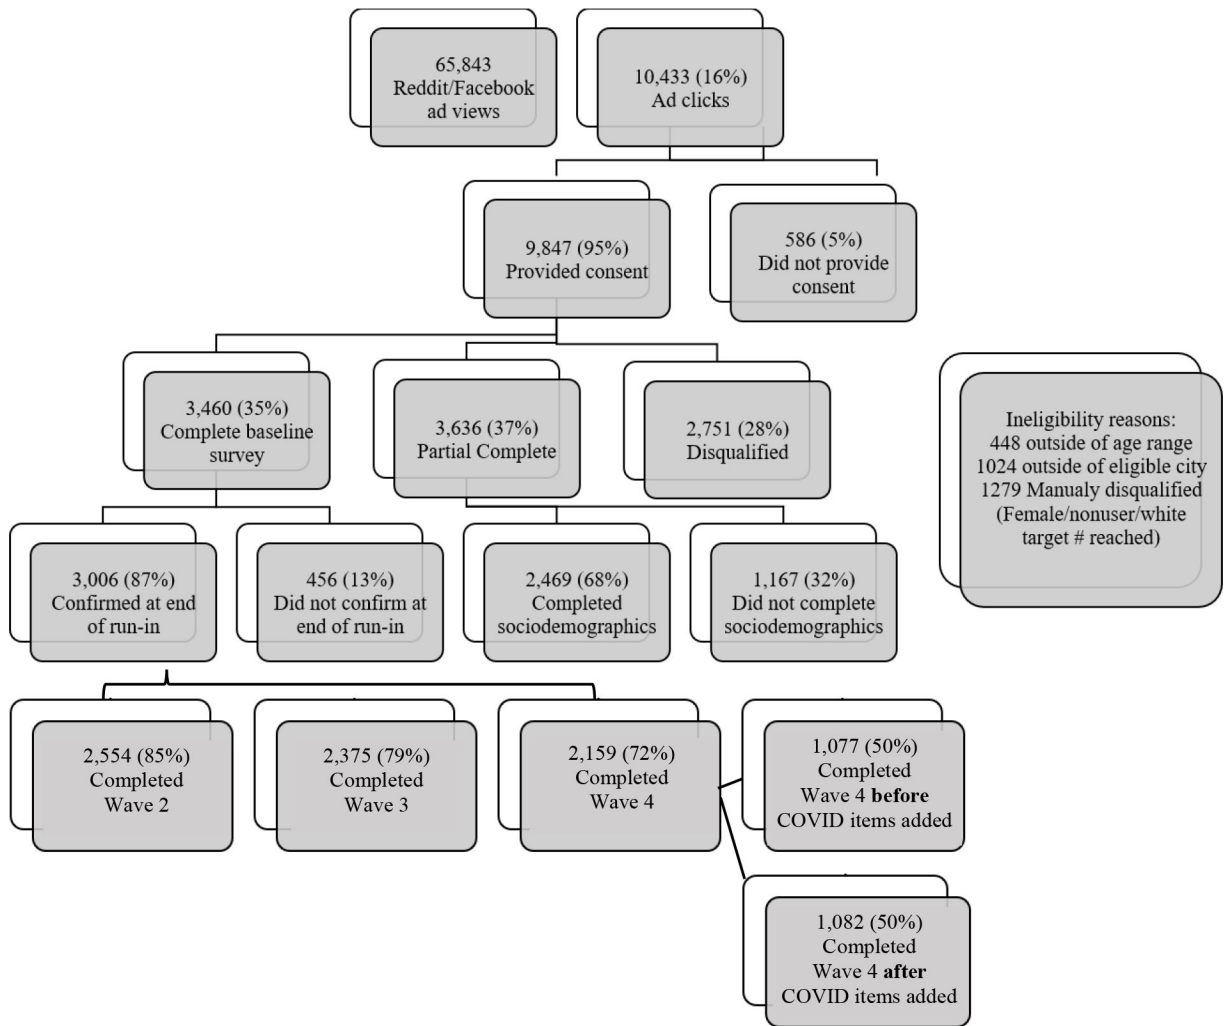 65,843
Reddit/Facebook
ad views
10,433 (16%)
Ad clicks
9,847 (95%)
Provided consent
586 (5%)
Did not provide
consent
3,460 (35%)
Complete baseline
survey
3,636 (37%)
Partial Complete
2,751 (28%)
Disqualified
Ineligibility reasons:
448 outside of age range
1024 outside of eligible city
1279 Manualy disqualified
(Female/nonuser/white
target # reached)
3,006 (87%)
Confirmed at end
of run-in
456 (13%)
Did not confirm at
end of run-in
2,469 (68%)
Completed
sociodemographics
1,167 (32%)
Did not complete
sociodemographics
2,554 (85%)
Completed
Wave 2
2,375 (79%)
Completed
Wave 3
2,159 (72%)
Completed
Wave 4
1,077 (50%)
Completed
Wave 4 before
COVID items added
1,082 (50%)
Completed
Wave 4 after
COVID items added